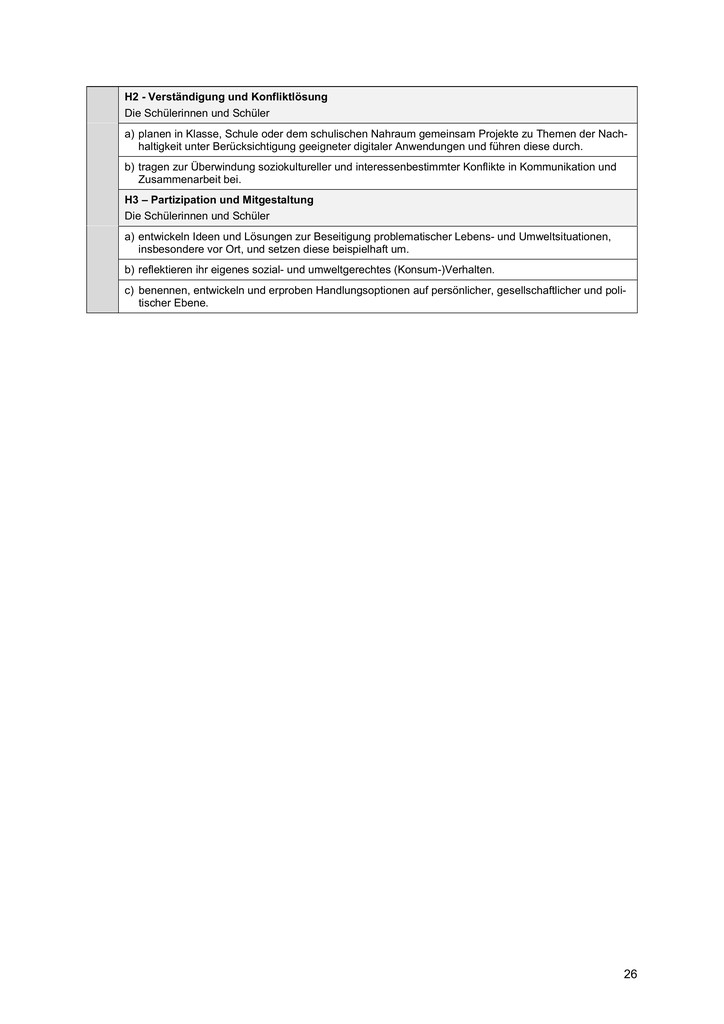 H2 - Verständigung und Konfliktlösung
Die Schülerinnen und Schüler
a) planen in Klasse, Schule oder dem schulischen Nahraum gemeinsam Projekte zu Themen der Nach-
haltigkeit unter Berücksichtigung geeigneter digitaler Anwendungen und führen diese durch.
b) tragen zur Überwindung soziokultureller und interessenbestimmter Konflikte in Kommunikation und
Zusammenarbeit bei.
H3 – Partizipation und Mitgestaltung
Die Schülerinnen und Schüler
a) entwickeln Ideen und Lösungen zur Beseitigung problematischer Lebens- und Umweltsituationen,
insbesondere vor Ort, und setzen diese beispielhaft um.
b) reflektieren ihr eigenes sozial- und umweltgerechtes (Konsum-)Verhalten.
c) benennen, entwickeln und erproben Handlungsoptionen auf persönlicher, gesellschaftlicher und poli-
tischer Ebene.
26